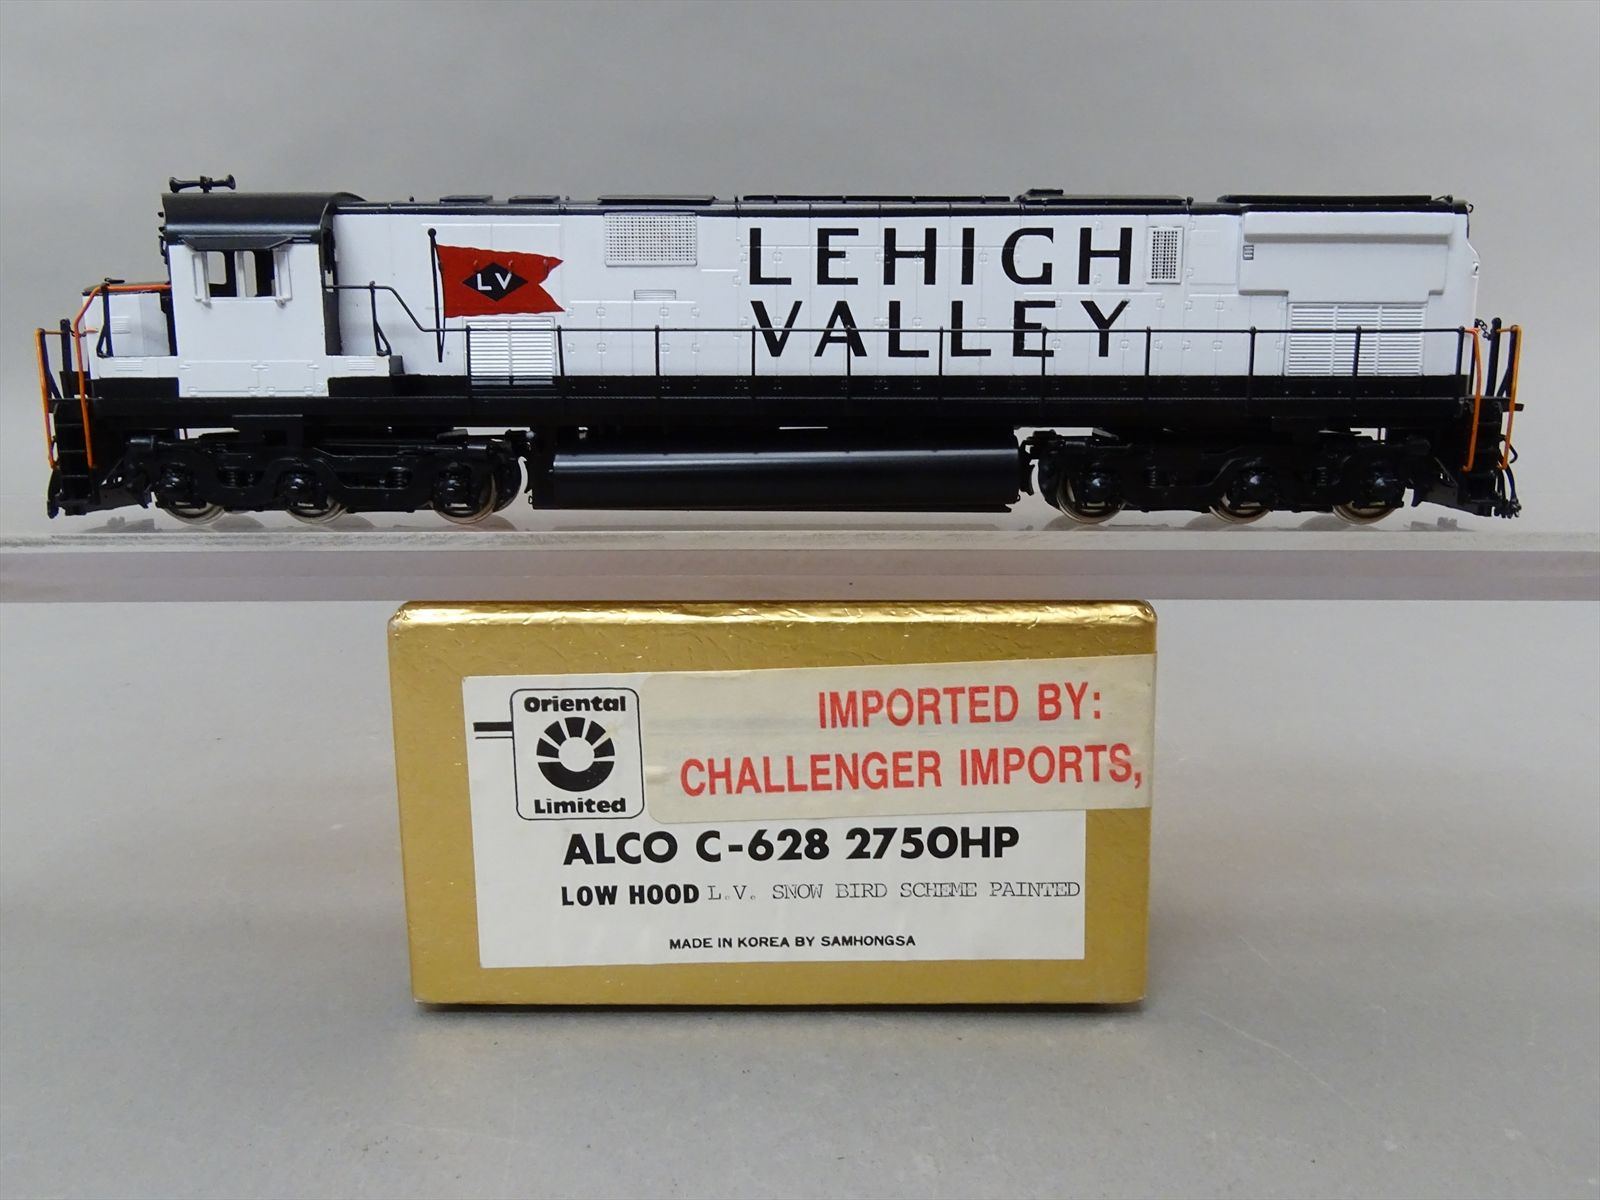 LV
LEHIGH
VALLEY
Oriental
Limited
IMPORTED BY:
CHALLENGER IMPORTS,
ALCO C-628 2750HP
LOW HOOD L.V. SNOW BIRD SCHEME PAINTED
MADE IN KOREA BY SAMHONGSA